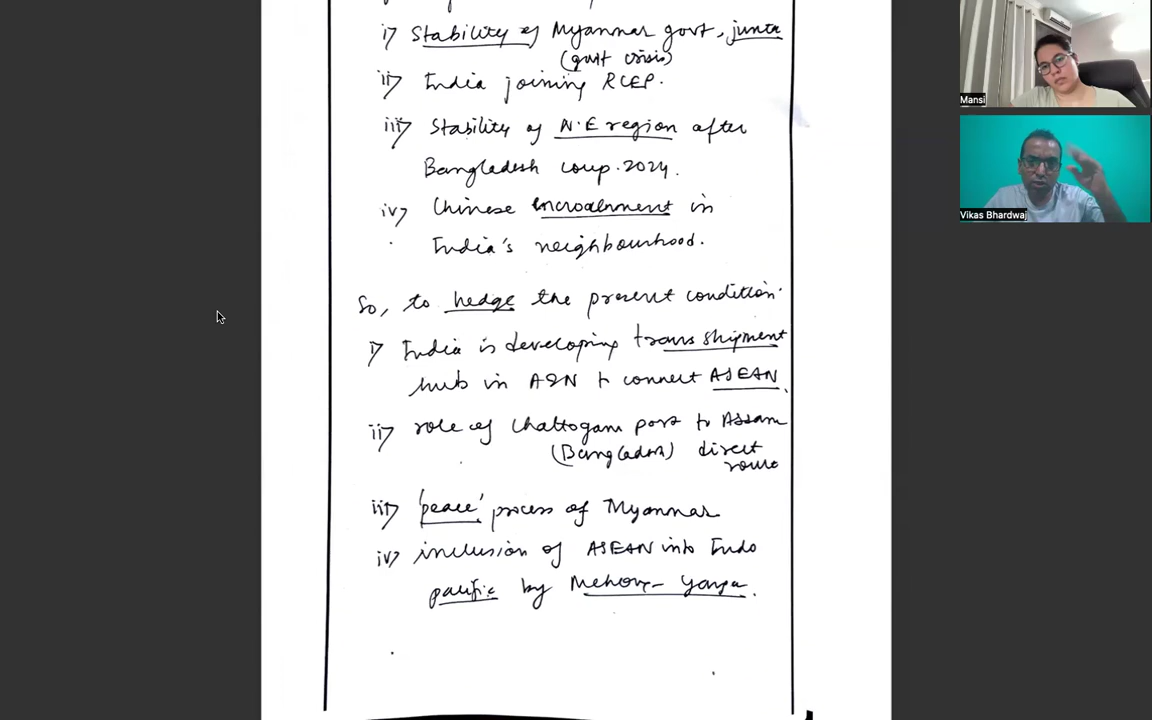 i) Stability of Myanmar govt, junta
(govt crisis)
ii) India joining RCEP.
iii) Stability of N.E region after
Bangladesh coup. 2024.
iv) Chinese encroachment in
India's neighbourhood.
So, to hedge the present condition.
i) India is developing trans shipment
hub in A&N to connect ASEAN.
ii) role of Chattogam port to Assam
(Bangladesh) direct
route
iii) 'peace' process of Myanmar
iv) inclusion of ASEAN into Indo
pacific by
Mansi
Vikas Bhardwaj